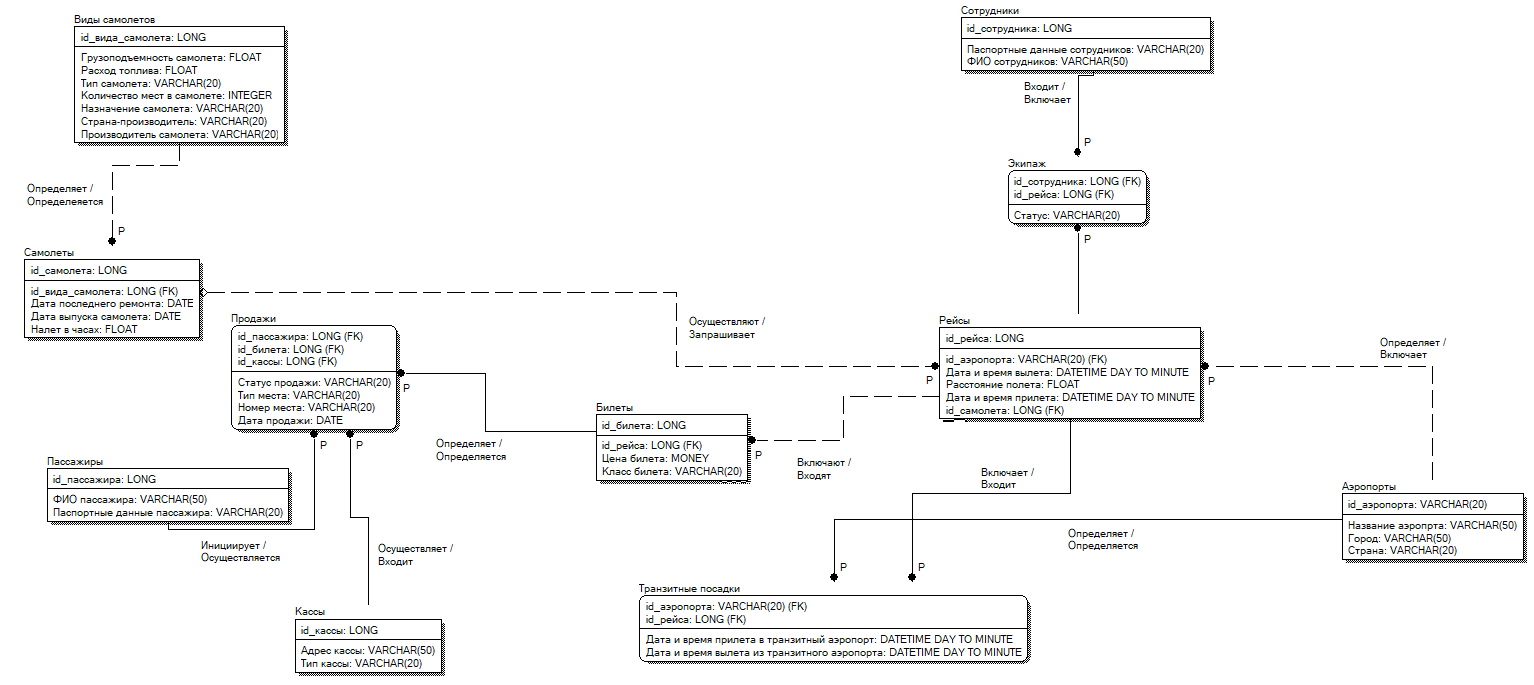 Виды самолетов
id_вида_самолета: LONG
Грузоподъемность самолета: FLOAT
Расход топлива: FLOAT
Тип самолета: VARCHAR(20)
Количество мест в самолете: INTEGER
Назначение самолета: VARCHAR(20)
Страна-производитель: VARCHAR(20)
Производитель самолета: VARCHAR(20)
Сотрудники
id_сотрудника: LONG
Паспортные данные сотрудников: VARCHAR(20)
ФИО сотрудников: VARCHAR(50)
Входит /
Включает
P
Экипаж
id_сотрудника: LONG (FK)
id_рейса: LONG (FK)
Статус: VARCHAR(20)
P
Определяет /
Определеяется
P
Самолеты
id_самолета: LONG
id_вида_самолета: LONG (FK)
Дата последнего ремонта: DATE
Дата выпуска самолета: DATE
Налет в часах: FLOAT
Осуществляют /
Запрашивает
P
Продажи
id_пассажира: LONG (FK)
id_билета: LONG (FK)
id_кассы: LONG (FK)
Статус продажи: VARCHAR(20)
Тип места: VARCHAR(20)
Номер места: VARCHAR(20)
Дата продажи: DATE
P
P
P
Рейсы
id_рейса: LONG
id_аэропорта: VARCHAR(20) (FK)
Дата и время вылета: DATETIME DAY TO MINUTE
Расстояние полета: FLOAT
Дата и время прилета: DATETIME DAY TO MINUTE
id_самолета: LONG (FK)
Определяет /
Включает
P
Билеты
id_билета: LONG
id_рейса: LONG (FK)
Цена билета: MONEY
Класс билета: VARCHAR(20)
P
Определяет /
Определяется
Включают /
Входят
Включает /
Входит
Пассажиры
id_пассажира: LONG
ФИО пассажира: VARCHAR(50)
Паспортные данные пассажира: VARCHAR(20)
Инициирует /
Осуществляется
Осуществляет /
Входит
Аэропорты
id_аэропорта: VARCHAR(20)
Название аэропрта: VARCHAR(50)
Город: VARCHAR(50)
Страна: VARCHAR(20)
Определяет /
Определяется
P
P
Кассы
id_кассы: LONG
Адрес кассы: VARCHAR(50)
Тип кассы: VARCHAR(20)
Транзитные посадки
id_аэропорта: VARCHAR(20) (FK)
id_рейса: LONG (FK)
Дата и время прилета в транзитный аэропорт: DATETIME DAY TO MINUTE
Дата и время вылета из транзитного аэропорта: DATETIME DAY TO MINUTE